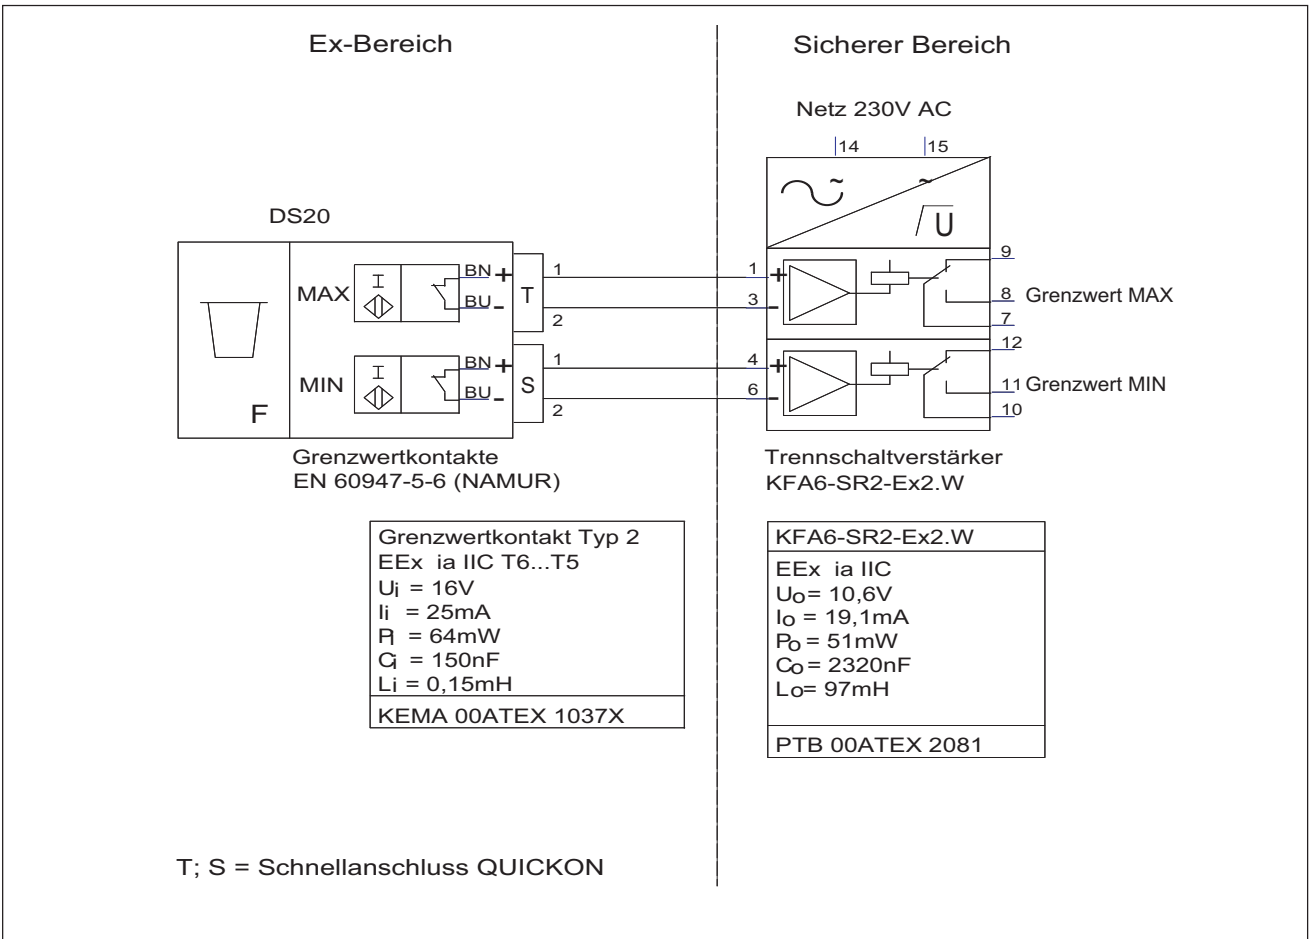 Ex-Bereich
Sicherer Bereich
Netz 230V AC
14
15
~
~
U
DS20
F
MAX
I
BN +
BU -
T
1
2
1 +
3 -
9
8 Grenzwert MAX
7
MIN
I
BN +
BU -
S
1
2
4 +
6 -
12
11 Grenzwert MIN
10
Grenzwertkontakte
EN 60947-5-6 (NAMUR)
Trennschaltverstärker
KFA6-SR2-Ex2.W
Grenzwertkontakt Typ 2
EEx ia IIC T6...T5
Ui = 16V
Ii = 25mA
Pi = 64mW
Ci = 150nF
Li = 0,15mH
KEMA 00ATEX 1037X
KFA6-SR2-Ex2.W
EEx ia IIC
Uo= 10,6V
Io = 19,1mA
Po = 51mW
Co = 2320nF
Lo= 97mH
PTB 00ATEX 2081
T; S = Schnellanschluss QUICKON